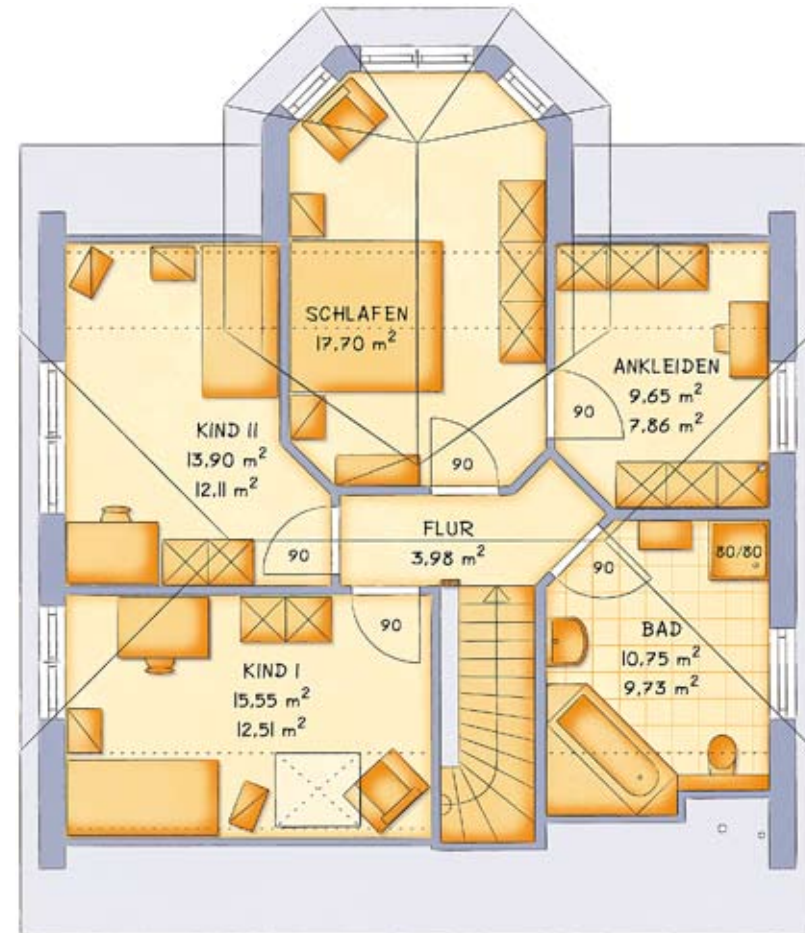 SCHLAFEN
17,70 m²
ANKLEIDEN
9,65 m²
7,86 m²
90
KIND II
13,90 m²
12,11 m²
90
90
FLUR
3,98 m²
90
80/80
90
BAD
10,75 m²
9,73 m²
KIND I
15,55 m²
12,51 m²